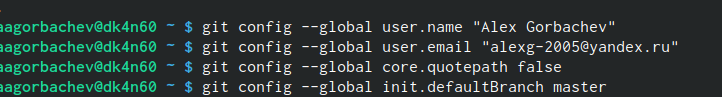 aagorbachev@dk4n60 ~ $ git config --global user.name "Alex Gorbachev"
aagorbachev@dk4n60 ~ $ git config --global user.email "alexg-2005@yandex.ru"
aagorbachev@dk4n60 ~ $ git config --global core.quotepath false
aagorbachev@dk4n60 ~ $ git config --global init.defaultBranch master